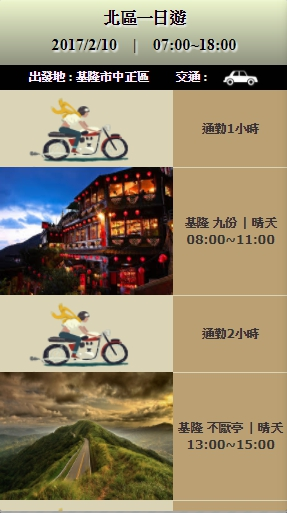 北區一日遊
2017/2/10 | 07:00~18:00
出發地 : 基隆市中正區 交通 :
通勤1小時
基隆 九份 | 晴天
08:00~11:00
通勤2小時
基隆 不厭亭 | 晴天
13:00~15:00